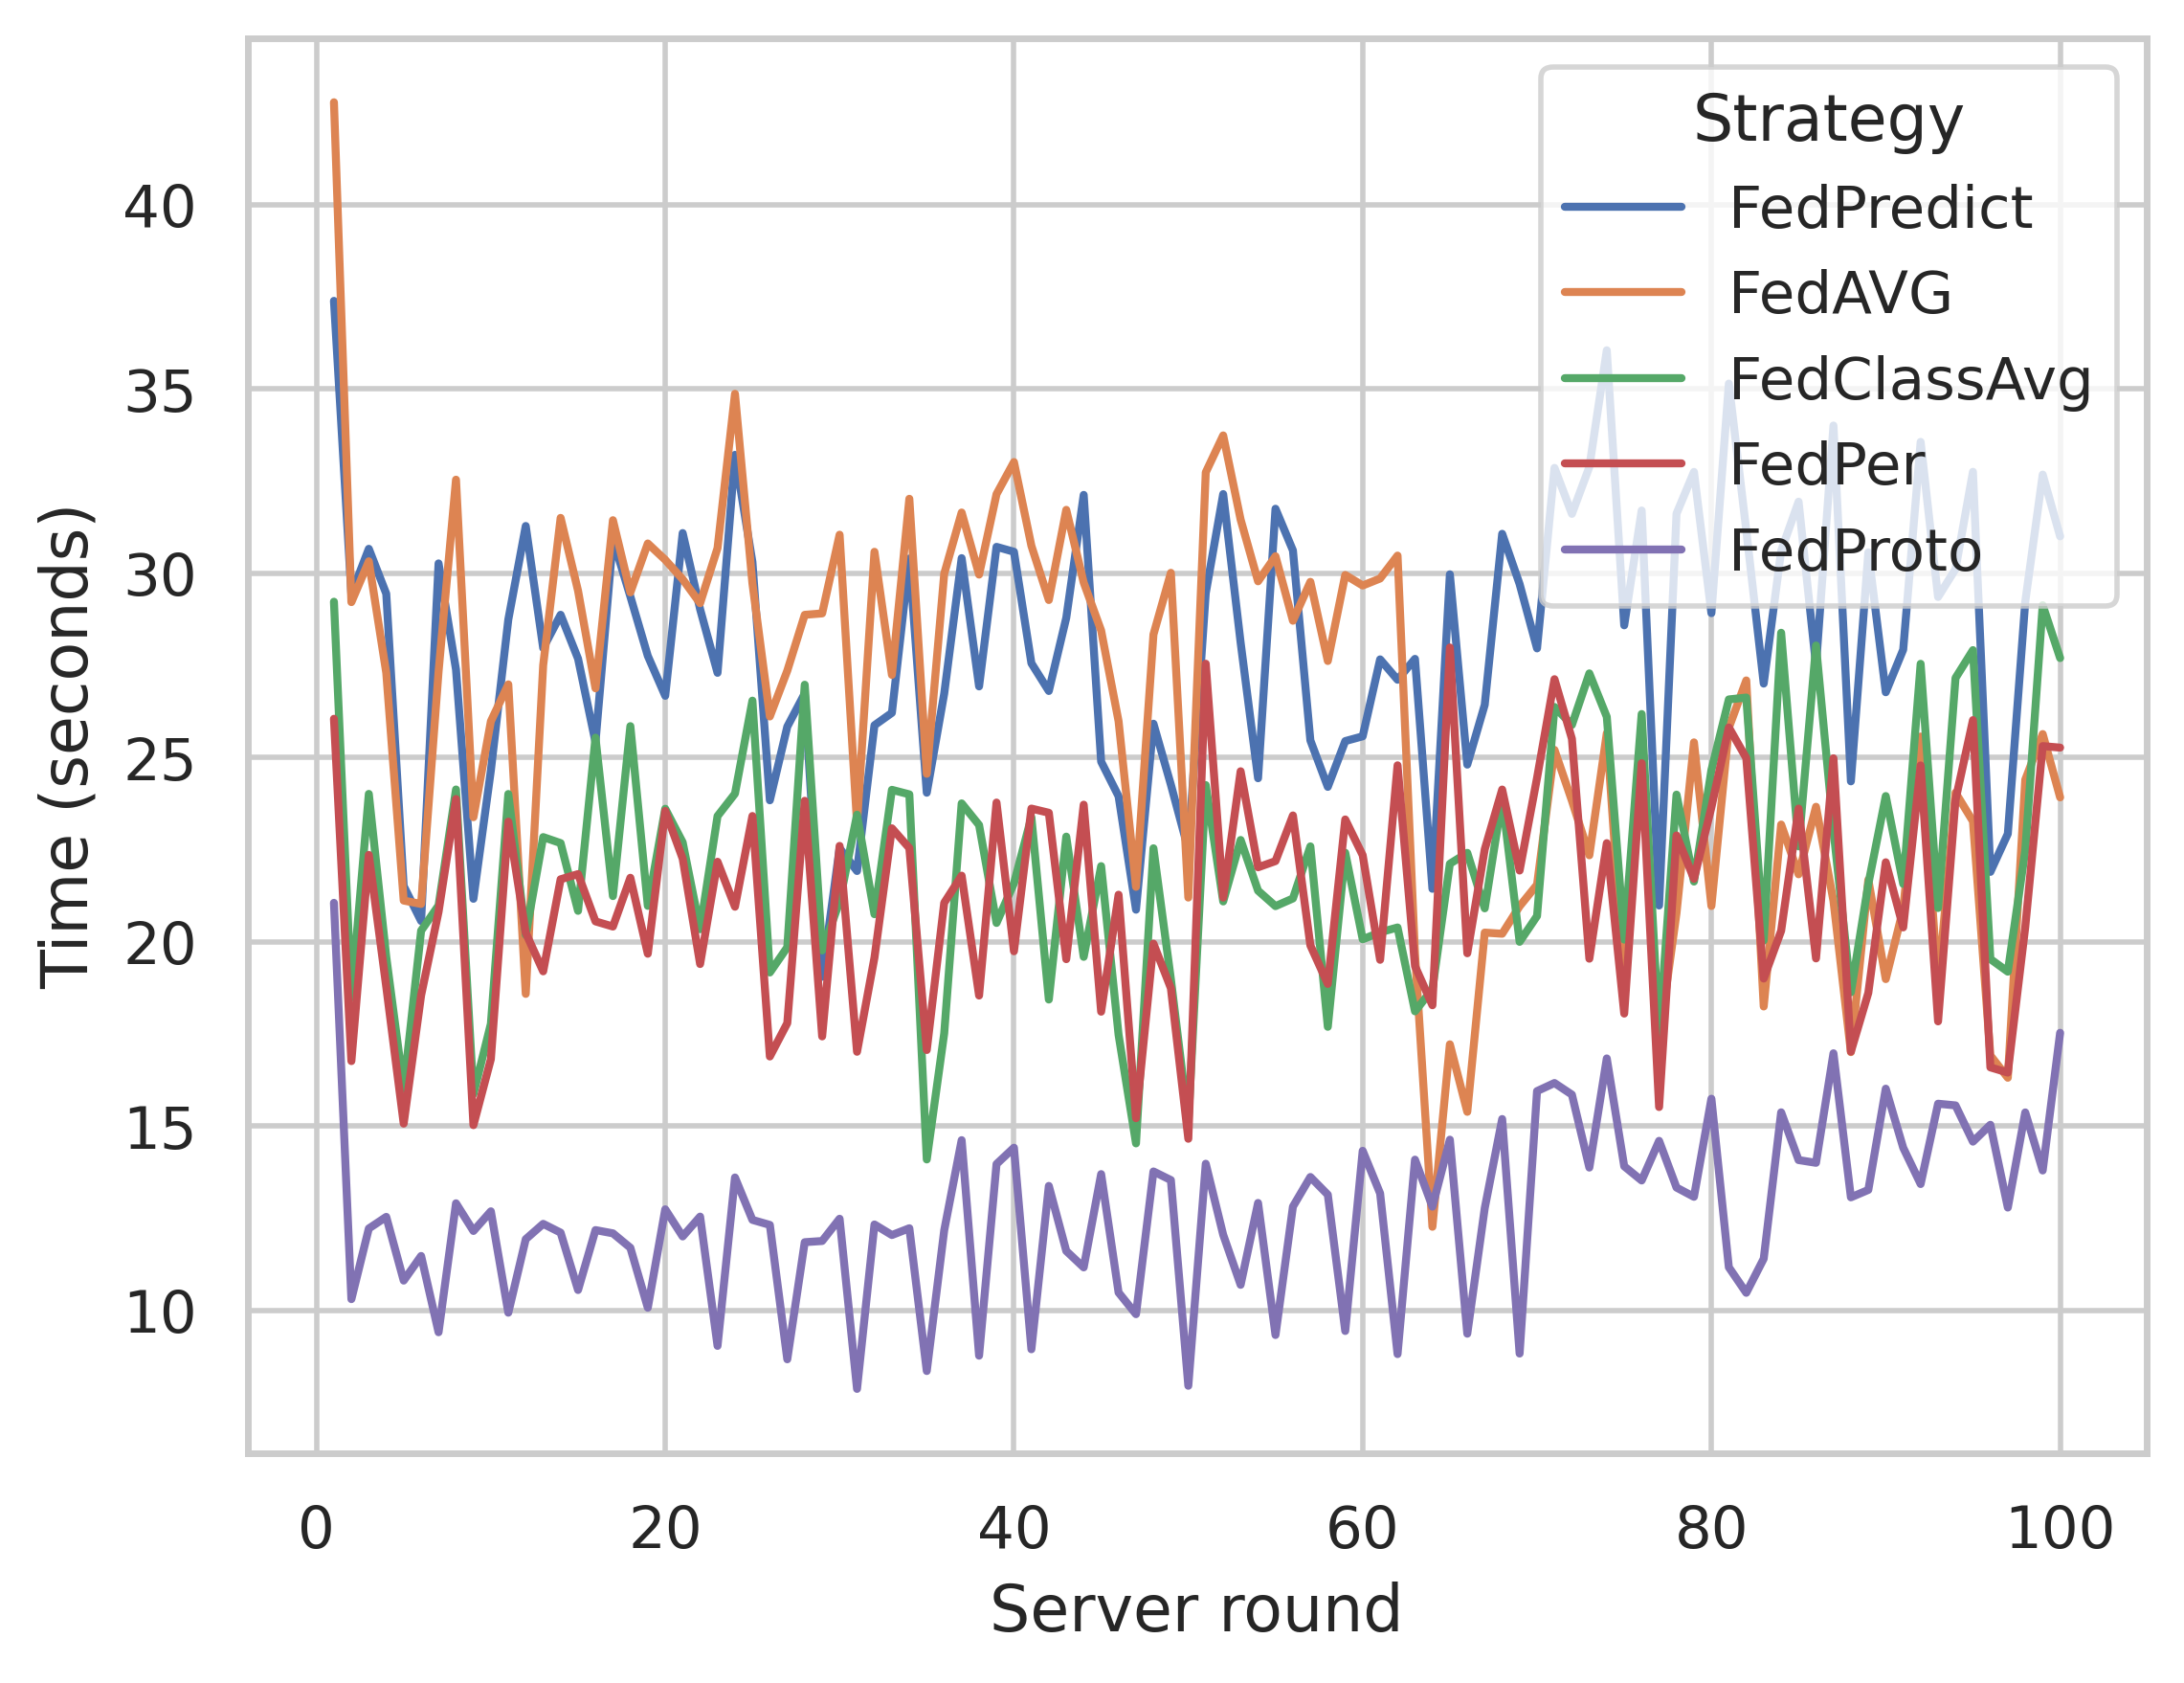 Strategy
FedPredict
FedAVG
FedClassAvg
FedPer
FedProto
Time (seconds)
40
35
30
25
20
15
10
0 20 40 60 80 100
Server round